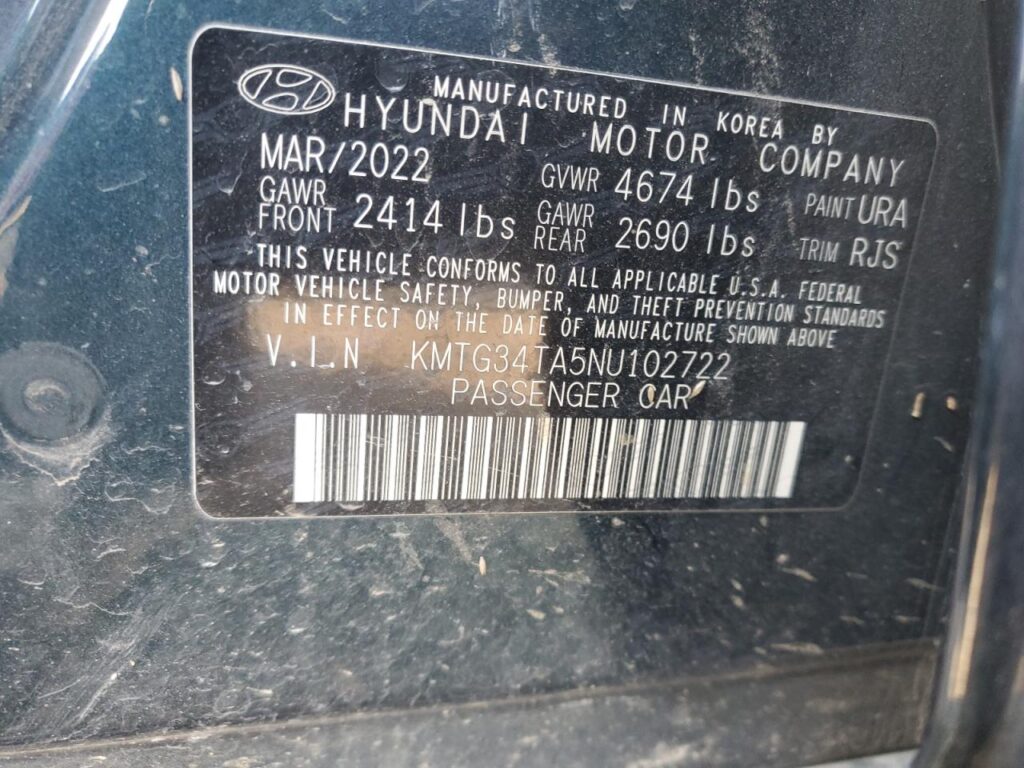 MANUFACTURED IN KOREA BY
HYUNDAI MOTOR COMPANY
MAR/2022 GVWR 4674 lbs PAINT URA
GAWR FRONT 2414 lbs GAWR REAR 2690 lbs TRIM RJS
THIS VEHICLE CONFORMS TO ALL APPLICABLE U.S.A. FEDERAL
MOTOR VEHICLE SAFETY, BUMPER, AND THEFT PREVENTION STANDARDS
IN EFFECT ON THE DATE OF MANUFACTURE SHOWN ABOVE
V.I.N KMTG34TA5NU102722
PASSENGER CAR